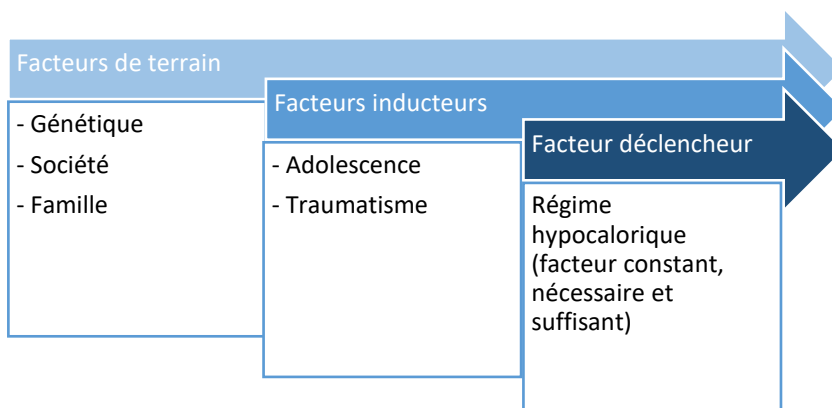 Facteurs de terrain
- Génétique
- Société
- Famille
Facteurs inducteurs
- Adolescence
- Traumatisme
Facteur déclencheur
Régime
hypocalorique
(facteur constant,
nécessaire et
suffisant)